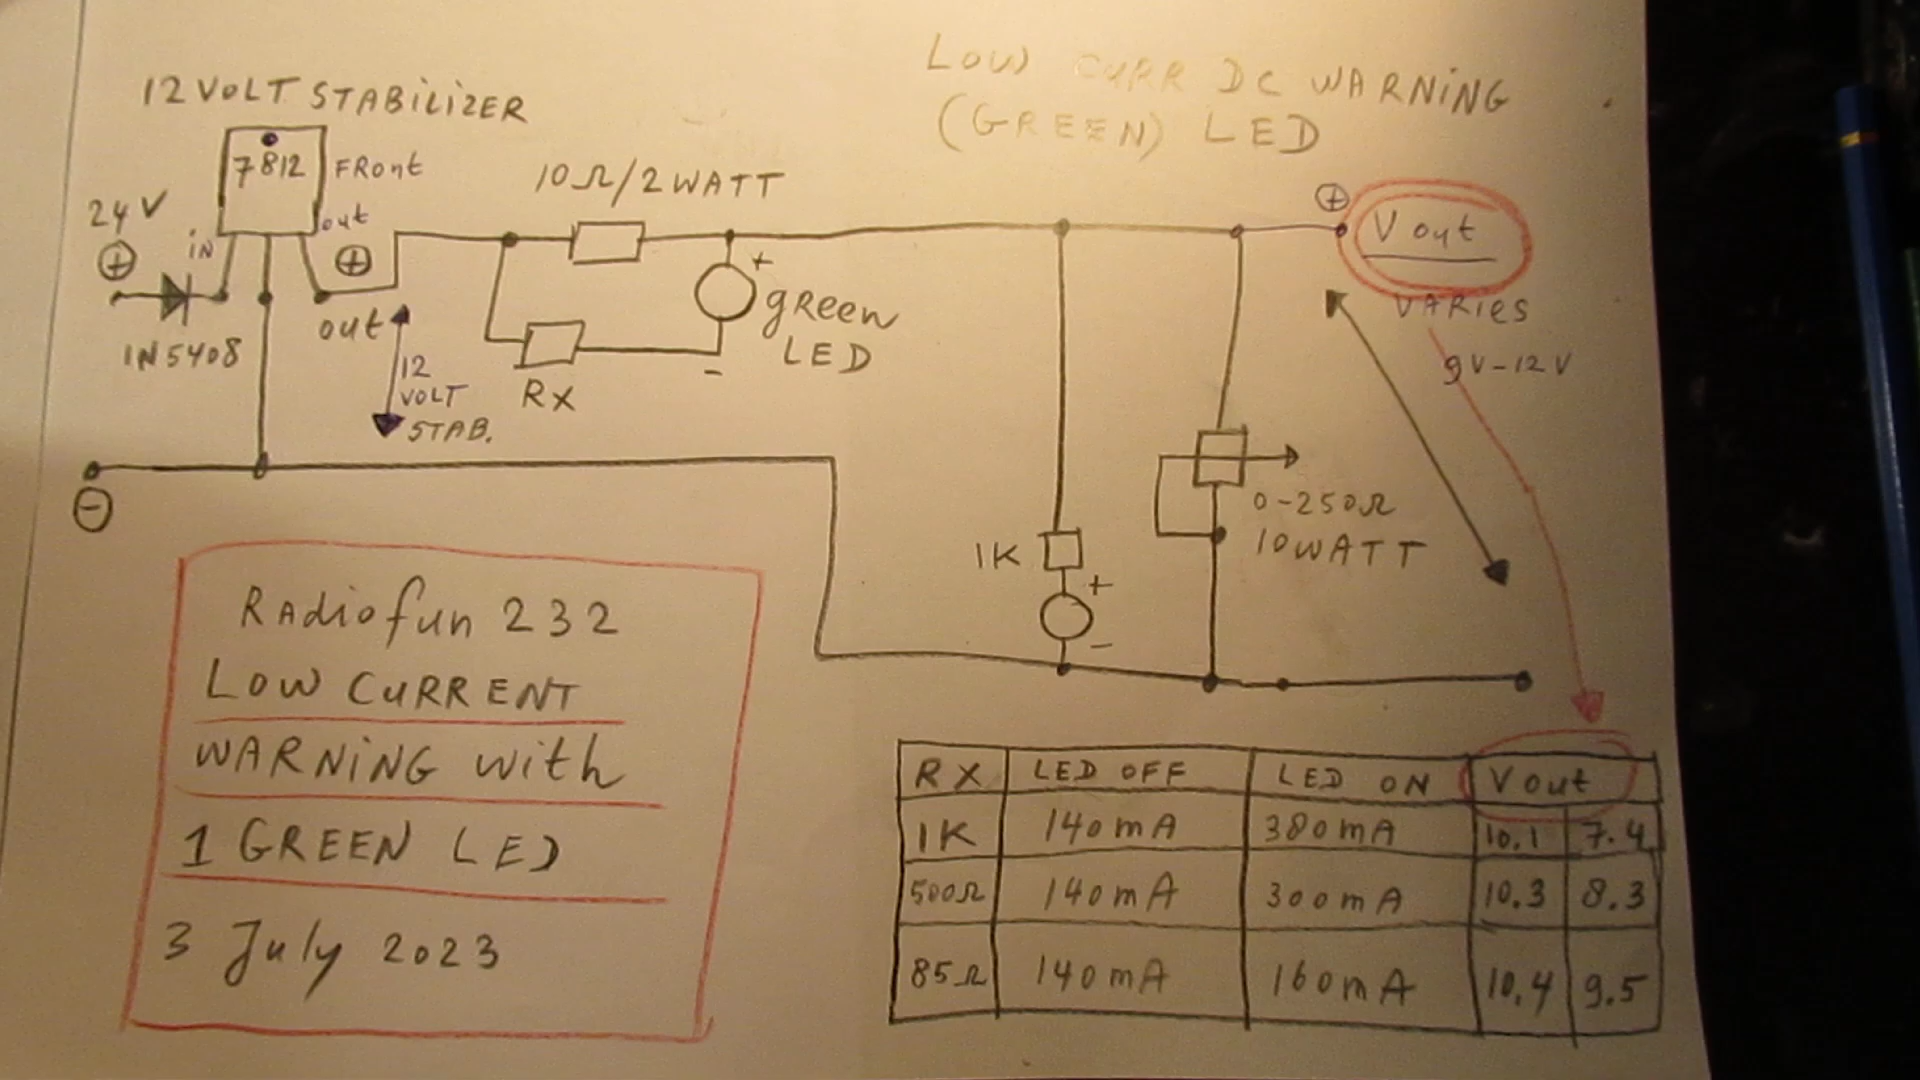 LOW CURR DC WARNING
(GREEN) LED
12 VOLT STABILIZER
7812
FRONT
10Ω/2 WATT
24 V
+
iN
out
+
+
V out
1N5408
out
12
VOLT
STAB.
RX
+
-
green
LED
VARIES
9V-12V
-
0-250Ω
10 WATT
1K
+
-
Radiofun 232
LOW CURRENT
WARNING with
1 GREEN LED
3 July 2023
RX LED OFF LED ON V out
1K 140mA 380mA 10.1 7.4
500Ω 140mA 300mA 10.3 8.3
85Ω 140mA 160mA 10.4 9.5